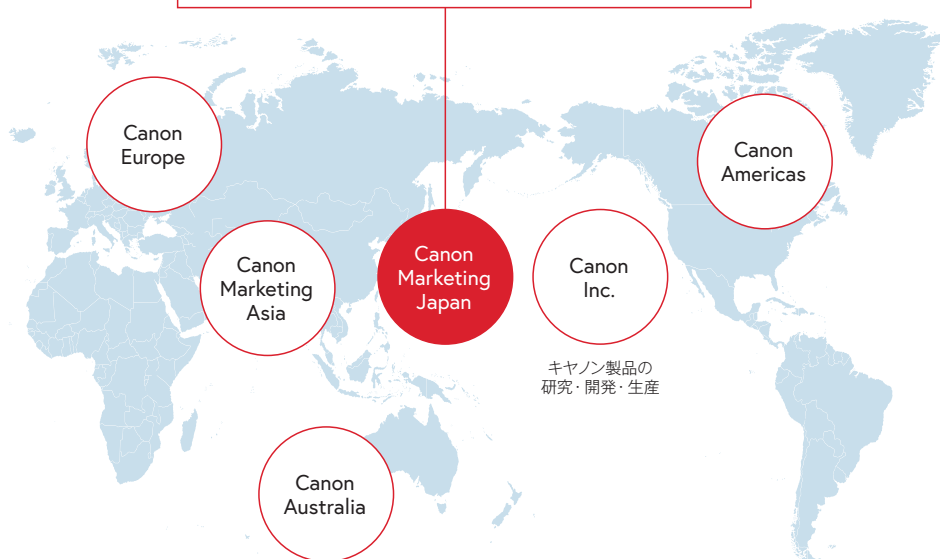 Canon
Europe
Canon
Americas
Canon
Marketing
Asia
Canon
Marketing
Japan
Canon
Inc.
キヤノン製品の
研究・開発・生産
Canon
Australia